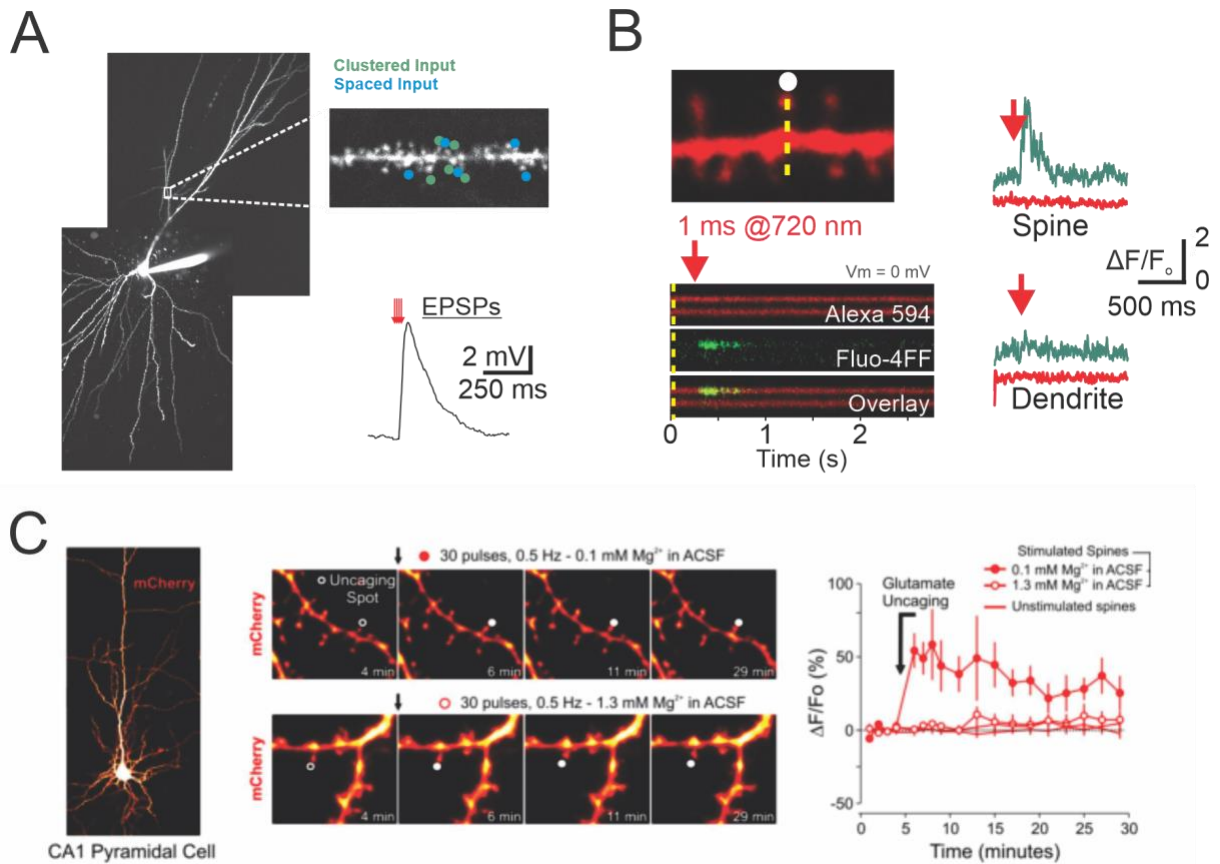 A
Clustered Input
Spaced Input
EPSPs
2 mV
250 ms
B
1 ms @720 nm
Vm = 0 mV
Alexa 594
Fluo-4FF
Overlay
0 1 2
Time (s)
Spine
ΔF/F₀ 2
0
500 ms
Dendrite
C
mCherry
CA1 Pyramidal Cell
30 pulses, 0.5 Hz - 0.1 mM Mg²⁺ in ACSF
mCherry
Uncaging
Spot
4 min
6 min
11 min
29 min
30 pulses, 0.5 Hz - 1.3 mM Mg²⁺ in ACSF
mCherry
4 min
6 min
11 min
29 min
Stimulated Spines
0.1 mM Mg²⁺ in ACSF
1.3 mM Mg²⁺ in ACSF
Unstimulated spines
Glutamate
Uncaging
ΔF/Fo (%)
100
50
0
-50
0 5 10 15 20 25 30
Time (minutes)